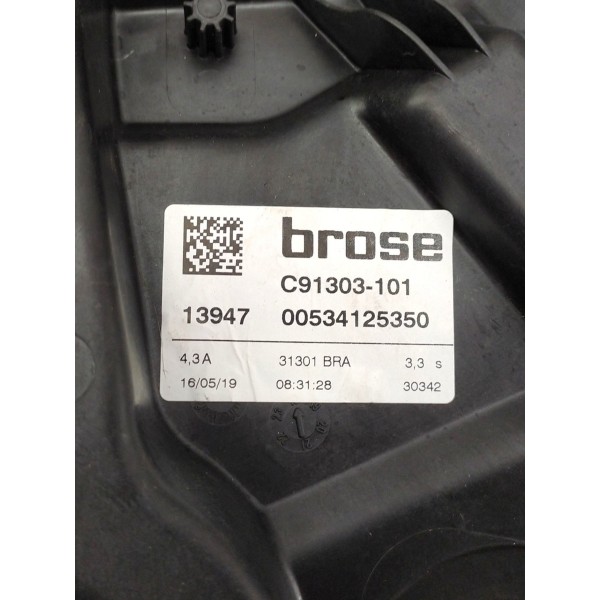 brose
C91303-101
13947 00534125350
4,3A 31301 BRA 3,3 s
16/05/19 08:31:28 30342